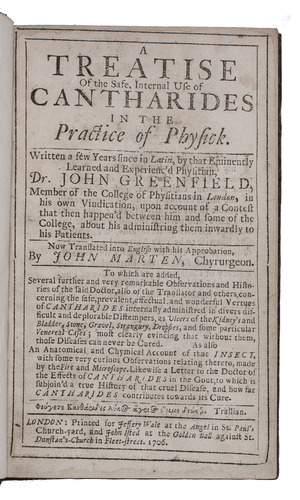 A
TREATISE
Of the Safe, Internal Use of
CANTHARIDES
IN THE
Practice of Physick.
Written a few Years since in Latin, by that Eminently
Learned and Experienc'd Physitian,
Dr. JOHN GREENFIELD,
Member of the College of Physitians in London, in
his own Vindication, upon account of a Contest
that then happen'd between him and some of the
College, about his administring them inwardly to
his Patients.
Now Translated into English with his Approbation,
By JOHN MARTEN, Chyrurgeon.
To which are added,
Several further and very remarkable Observations and Histo-
ries of the said Doctor, also of the Translator and others, con-
cerning the safe, prevalent, effectual, and wonderful Vertues
of CANTHARIDES internally administred in divers dif-
ficult and deplorable Distempers, as Ulcers of the Kidney's and
Bladder, Stone, Gravel, Strangury, Dropsies, and some particular
Venereal Cases; most clearly evincing that without them,
those Diseases can never be Cured. As also
An Anatomical, and Chymical Account of that INSECT,
with some very curious Observations relating thereto, made
by the Fire and Microscope. Likewise a Letter to the Doctor of
the Effects of CANTHARIDES in the Gout, to which is
subjoin'd a true History of that cruel Disease, and how far
CANTHARIDES contributes towards its Cure.
Trallian.
LONDON: Printed for Jeffery Wale at the Angel in St. Paul's
Church-yard, and John Isted at the Golden Ball against St.
Dunstan's-Church in Fleet-street. 1706.